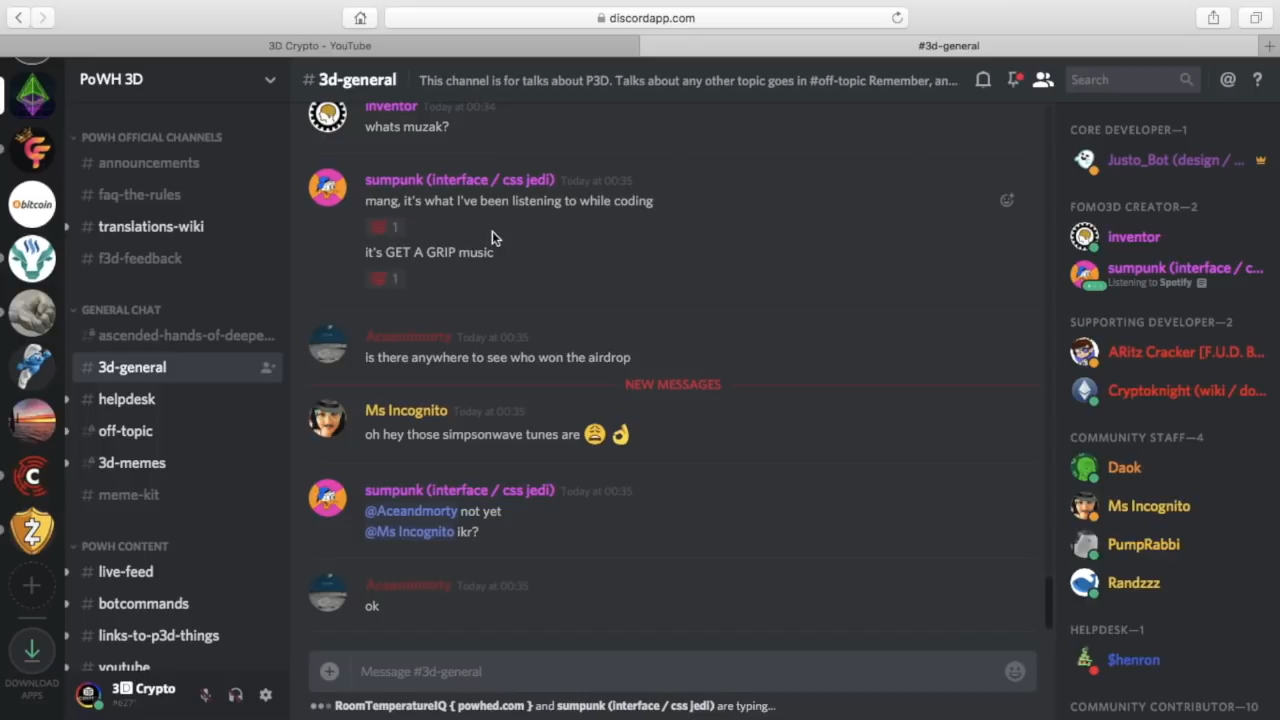 discordapp.com
3D Crypto - YouTube
#3d-general
PoWH 3D
# 3d-general
This channel is for talks about P3D. Talks about any other topic goes in #off-topic Remember, an...
Search
@
?
POWH OFFICIAL CHANNELS
# announcements
# faq-the-rules
# translations-wiki
# f3d-feedback
GENERAL CHAT
ascended-hands-of-deepe...
# 3d-general
# helpdesk
off-topic
3d-memes
# meme-kit
POWH CONTENT
# live-feed
# botcommands
# links-to-p3d-things
# youtube
bitcoin
DOWNLOAD
APPS
3D Crypto
#6271
inventor Today at 00:34
whats muzak?
sumpunk (interface / css jedi) Today at 00:35
mang, it's what I've been listening to while coding
1
it's GET A GRIP music
1
Aceandmorty Today at 00:35
is there anywhere to see who won the airdrop
NEW MESSAGES
Ms Incognito Today at 00:35
oh hey those simpsonwave tunes are 😩 👌
sumpunk (interface / css jedi) Today at 00:35
@Aceandmorty not yet
@Ms Incognito ikr?
Aceandmorty Today at 00:35
ok
Message #3d-general
RoomTemperatureIQ { powhed.com } and sumpunk (interface / css jedi) are typing...
CORE DEVELOPER—1
Justo_Bot (design / ...
FOMO3D CREATOR—2
inventor
sumpunk (interface / c...
Listening to Spotify
SUPPORTING DEVELOPER—2
ARitz Cracker [F.U.D. B...
Cryptoknight (wiki / do...
COMMUNITY STAFF—4
Daok
Ms Incognito
PumpRabbi
Randzzz
HELPDESK—1
$henron
COMMUNITY CONTRIBUTOR—10